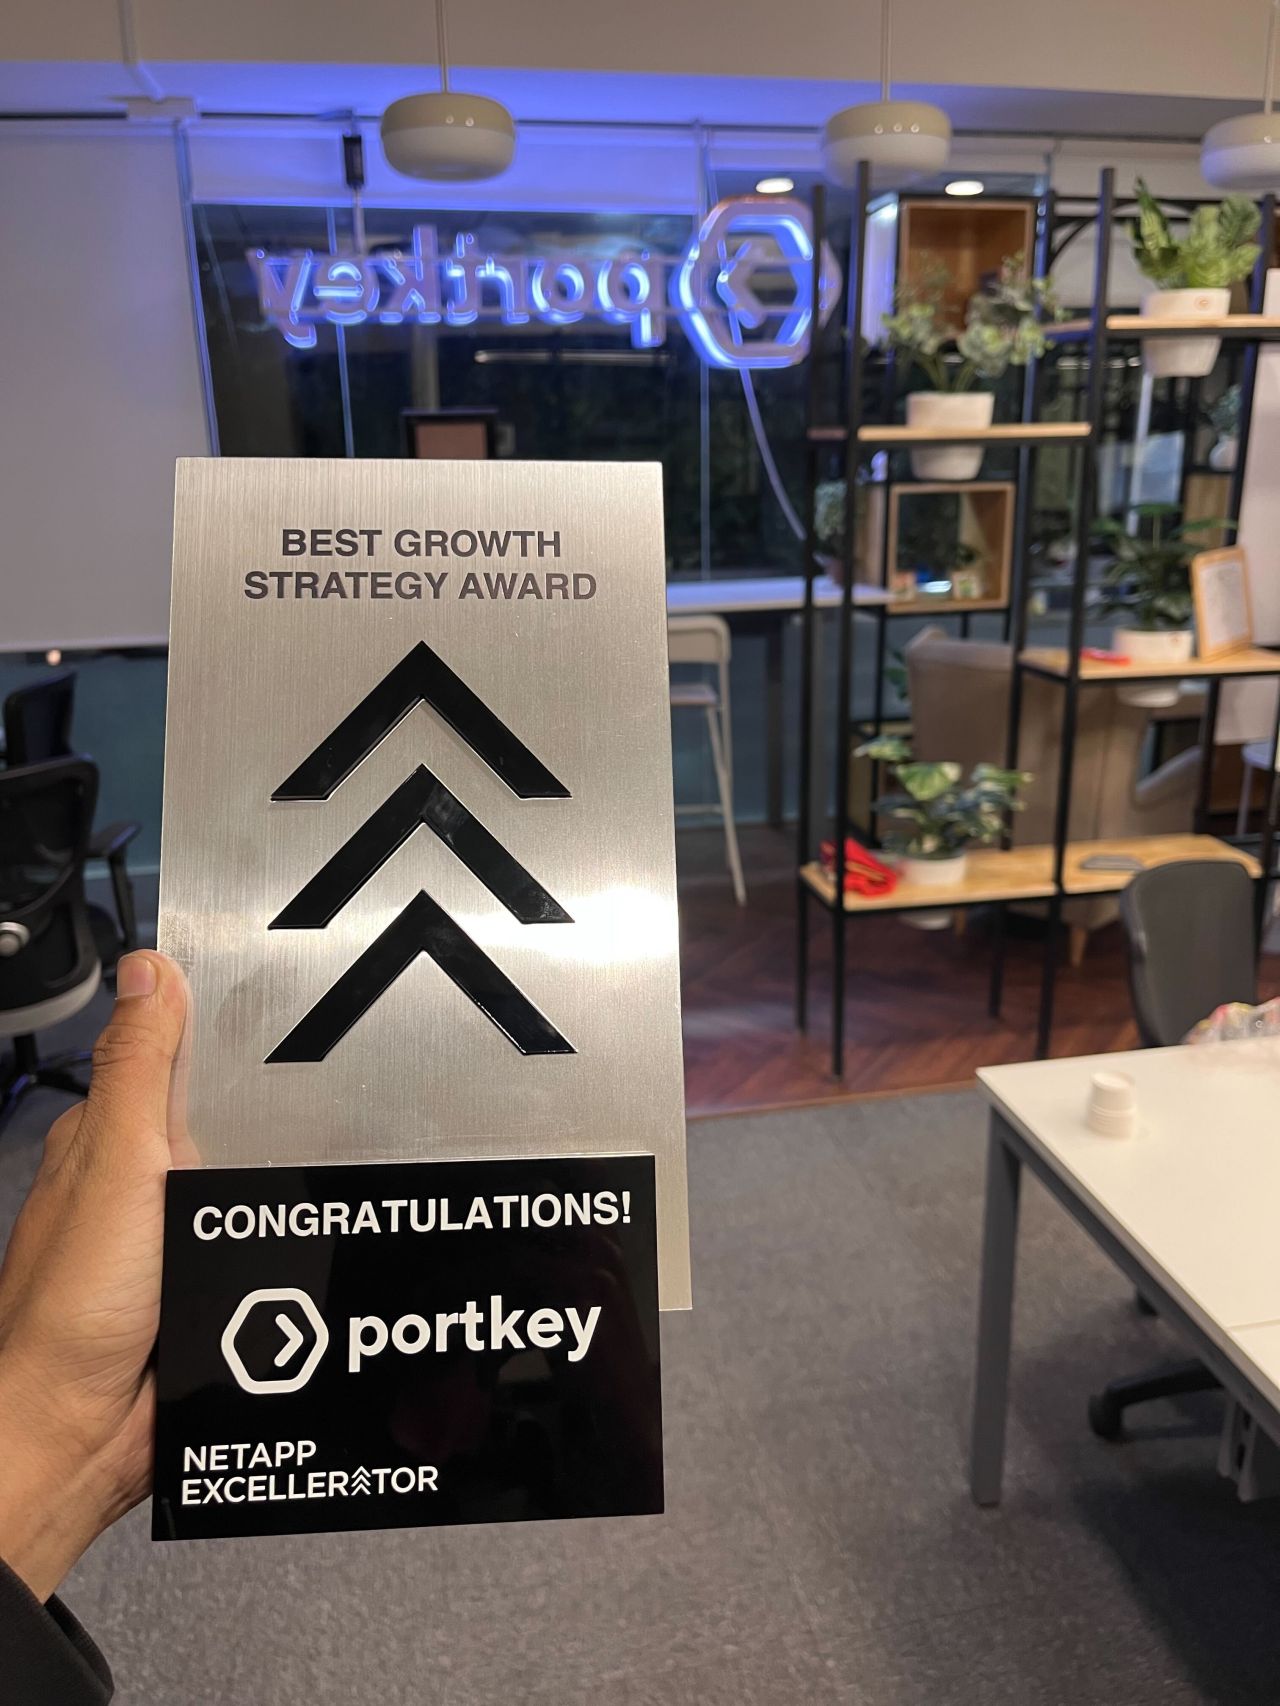 portkey
BEST GROWTH
STRATEGY AWARD
CONGRATULATIONS!
portkey
NETAPP
EXCELLERATOR